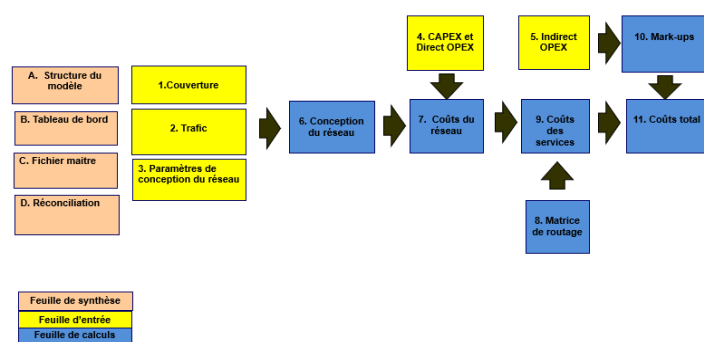 4. CAPEX et
Direct OPEX
5. Indirect
OPEX
10. Mark-ups
A. Structure du
modèle
1.Couverture
B. Tableau de bord
2. Trafic
6. Conception
du réseau
7. Coûts du
réseau
9. Coûts
des
services
11. Coûts total
C. Fichier maitre
3. Paramètres de
conception du réseau
D. Réconciliation
8. Matrice
de routage
Feuille de synthèse
Feuille d'entrée
Feuille de calculs